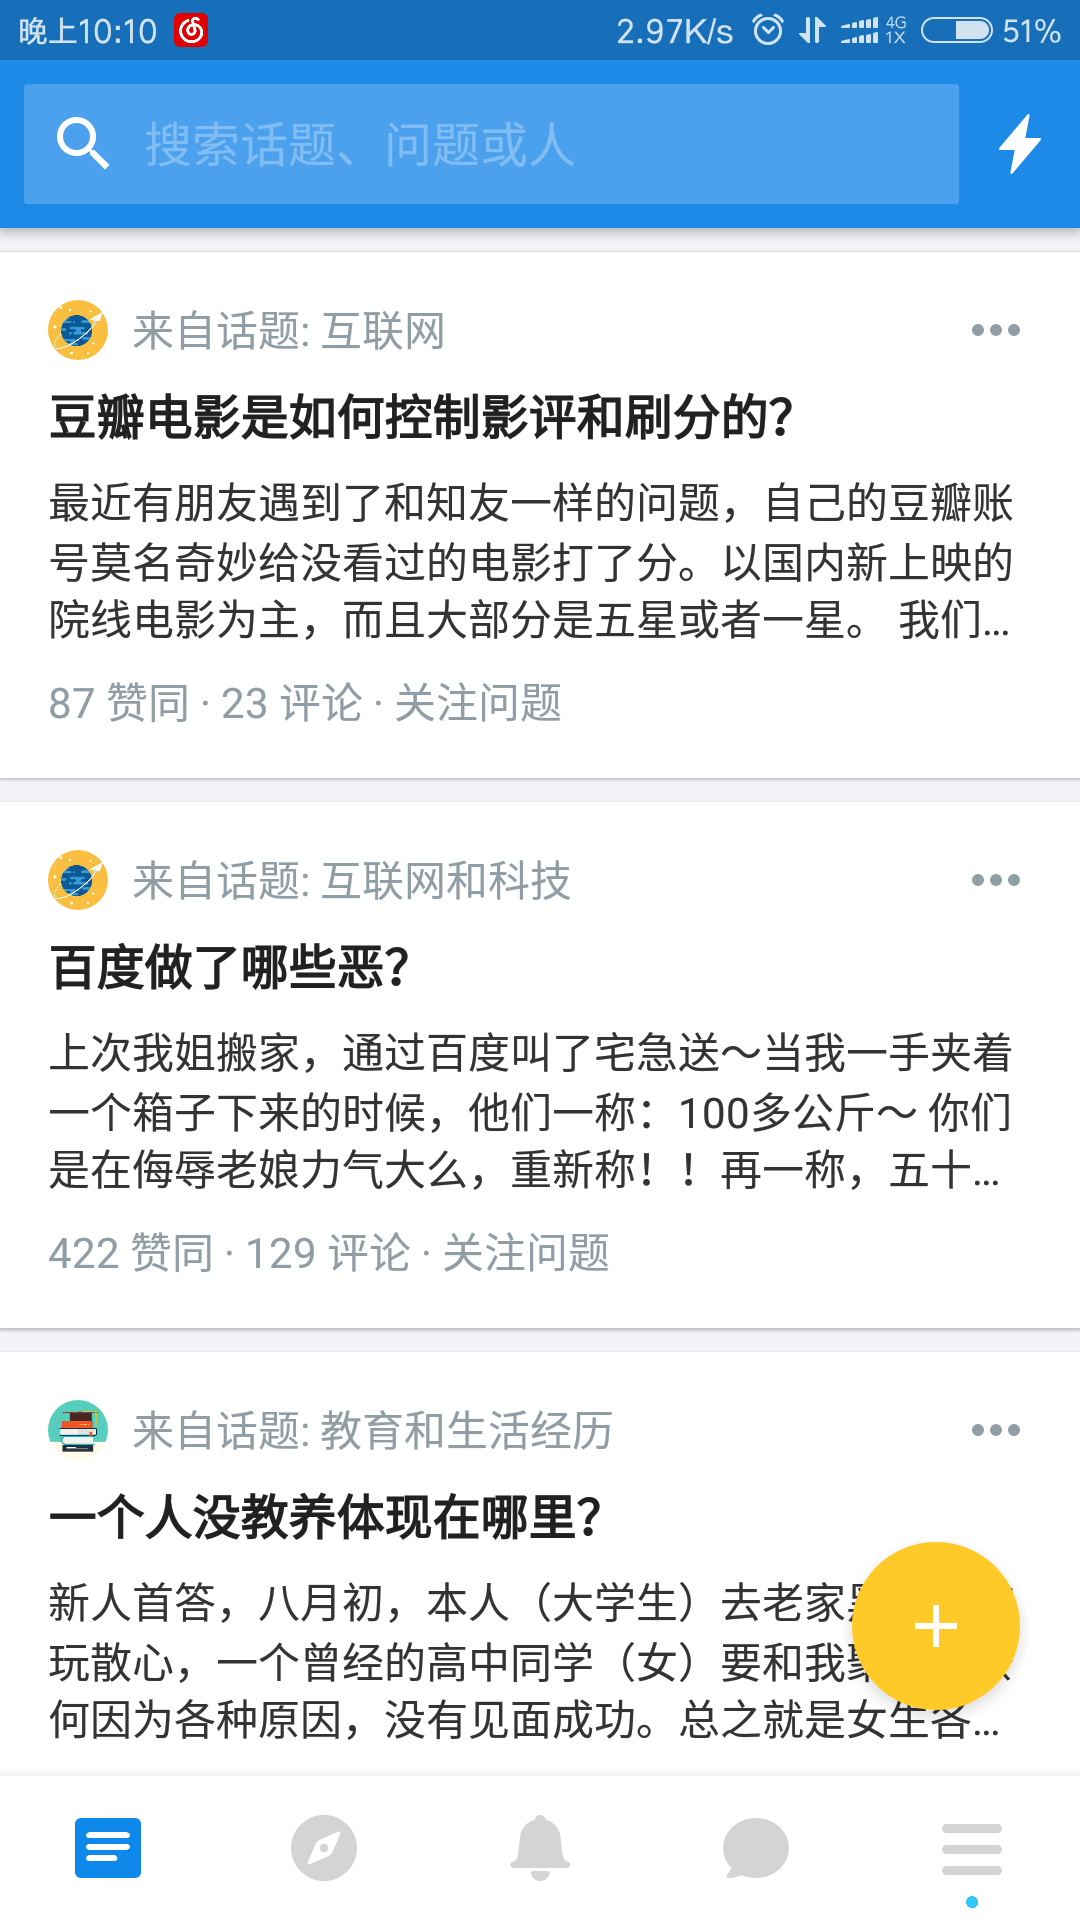 晚上10:10
2.97K/s
4G
1X
51%
搜索话题、问题或人
来自话题: 互联网
豆瓣电影是如何控制影评和刷分的?
最近有朋友遇到了和知友一样的问题，自己的豆瓣账
号莫名奇妙给没看过的电影打了分。以国内新上映的
院线电影为主，而且大部分是五星或者一星。 我们...
87 赞同 · 23 评论 · 关注问题
来自话题: 互联网和科技
百度做了哪些恶?
上次我姐搬家，通过百度叫了宅急送～当我一手夹着
一个箱子下来的时候，他们一称：100多公斤～ 你们
是在侮辱老娘力气大么，重新称！！再一称，五十...
422 赞同 · 129 评论 · 关注问题
来自话题: 教育和生活经历
一个人没教养体现在哪里?
新人首答，八月初，本人（大学生）去老家
玩散心，一个曾经的高中同学（女）要和我
何因为各种原因，没有见面成功。总之就是女生各...